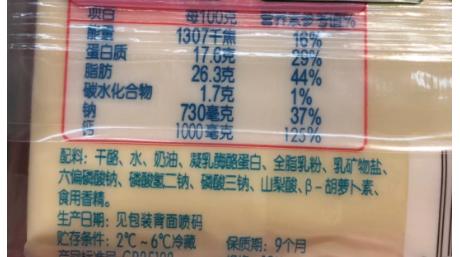 项目 每100克 营养素参考值%
能量 1307千焦 16%
蛋白质 17.6克 29%
脂肪 26.3克 44%
碳水化合物 1.7克 1%
钠 730毫克 37%
钙 1000毫克 125%
配料：干酪、水、奶油、凝乳酶酪蛋白、全脂乳粉、乳矿物盐、
六偏磷酸钠、磷酸氢二钠、磷酸三钠、山梨酸、β-胡萝卜素、
食用香精。
生产日期：见包装背面喷码
贮存条件：2℃~6℃冷藏 保质期：9个月